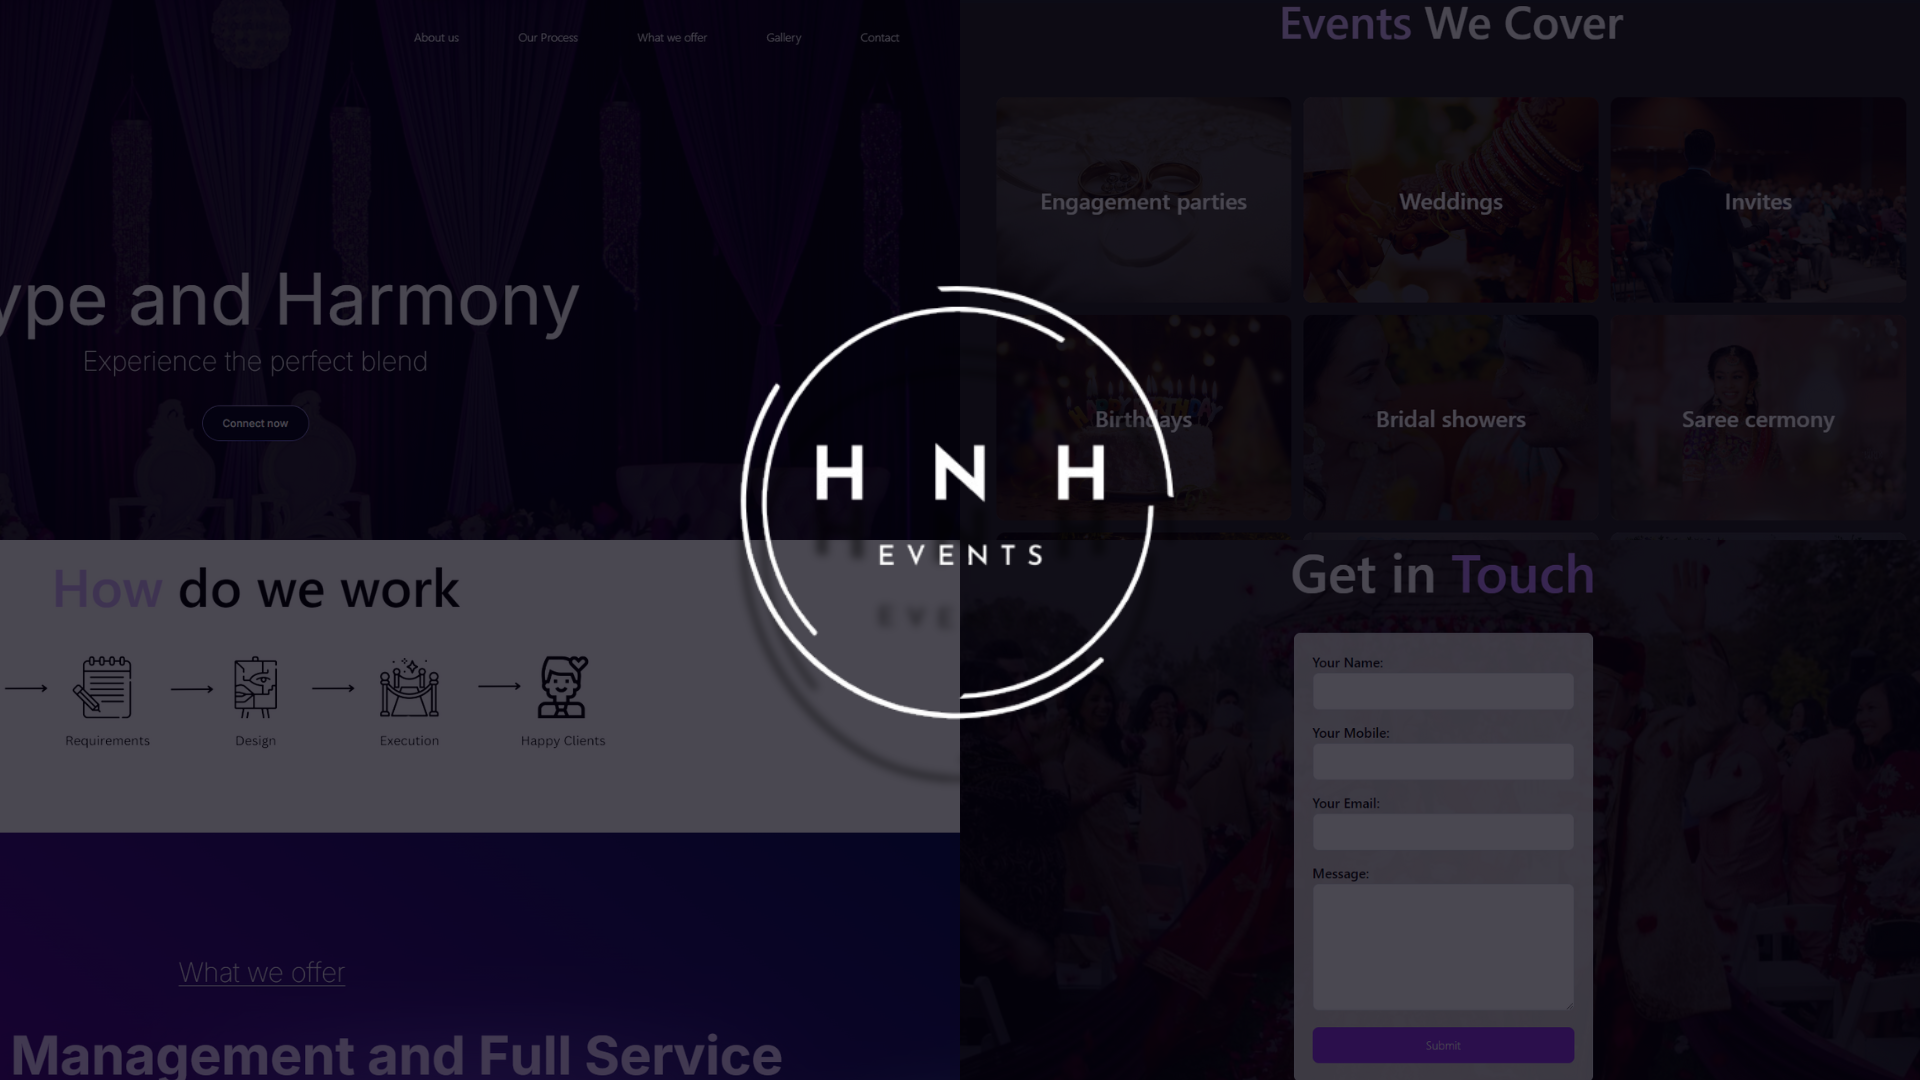 About us
Our Process
What we offer
Gallery
Contact
ype and Harmony
Experience the perfect blend
Connect now
Events We Cover
Engagement parties
Weddings
Invites
Birthdays
Bridal showers
Saree cermony
H N H
EVENTS
How do we work
Requirements
Design
Execution
Happy Clients
What we offer
Management and Full Service
Get in Touch
Your Name:
Your Mobile:
Your Email:
Message:
Submit